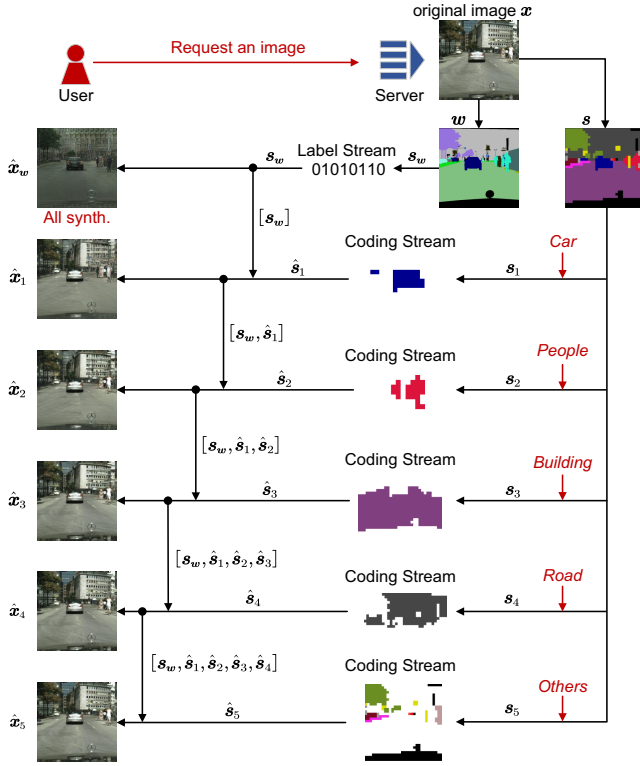 original image x
Request an image
User
Server
w
s
x̂_w
s_w
Label Stream
01010110
s_w
All synth.
[s_w]
x̂_1
ŝ_1
Coding Stream
s_1
Car
[s_w, ŝ_1]
x̂_2
ŝ_2
Coding Stream
s_2
People
[s_w, ŝ_1, ŝ_2]
x̂_3
ŝ_3
Coding Stream
s_3
Building
[s_w, ŝ_1, ŝ_2, ŝ_3]
x̂_4
ŝ_4
Coding Stream
s_4
Road
[s_w, ŝ_1, ŝ_2, ŝ_3, ŝ_4]
x̂_5
ŝ_5
Coding Stream
s_5
Others